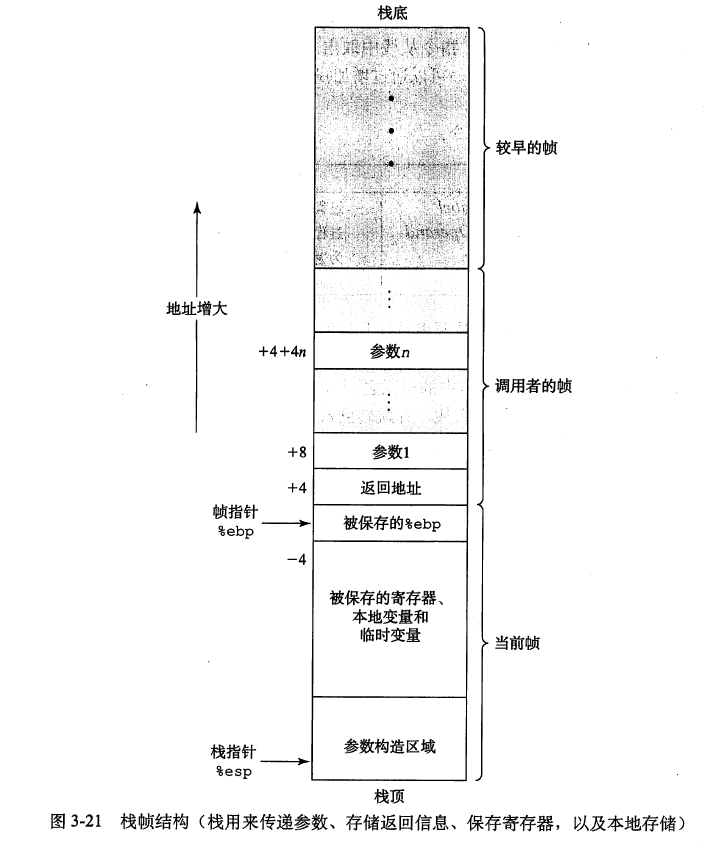 栈底
较早的帧
地址增大
+4+4n
参数n
调用者的帧
+8
参数1
+4
返回地址
帧指针
%ebp
被保存的%ebp
-4
被保存的寄存器、
本地变量和
临时变量
当前帧
栈指针
%esp
参数构造区域
栈顶
图 3-21 栈帧结构（栈用来传递参数、存储返回信息、保存寄存器，以及本地存储）